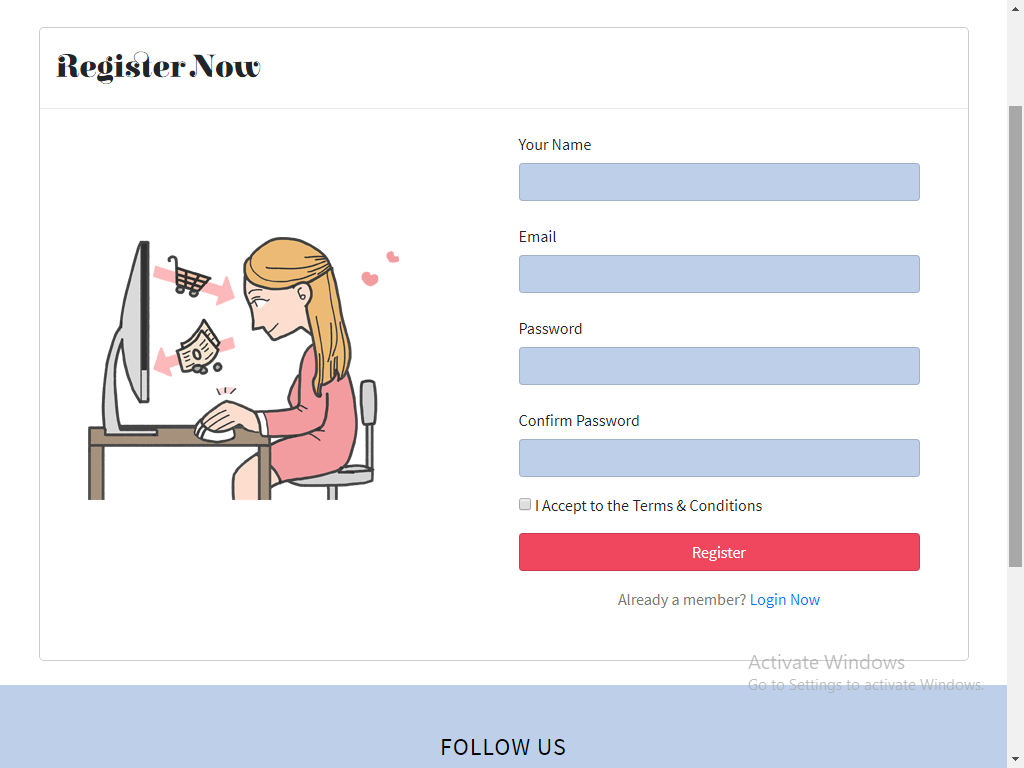 Register Now
Your Name
Email
Password
Confirm Password
I Accept to the Terms & Conditions
Register
Already a member? Login Now
Activate Windows
Go to Settings to activate Windows.
FOLLOW US